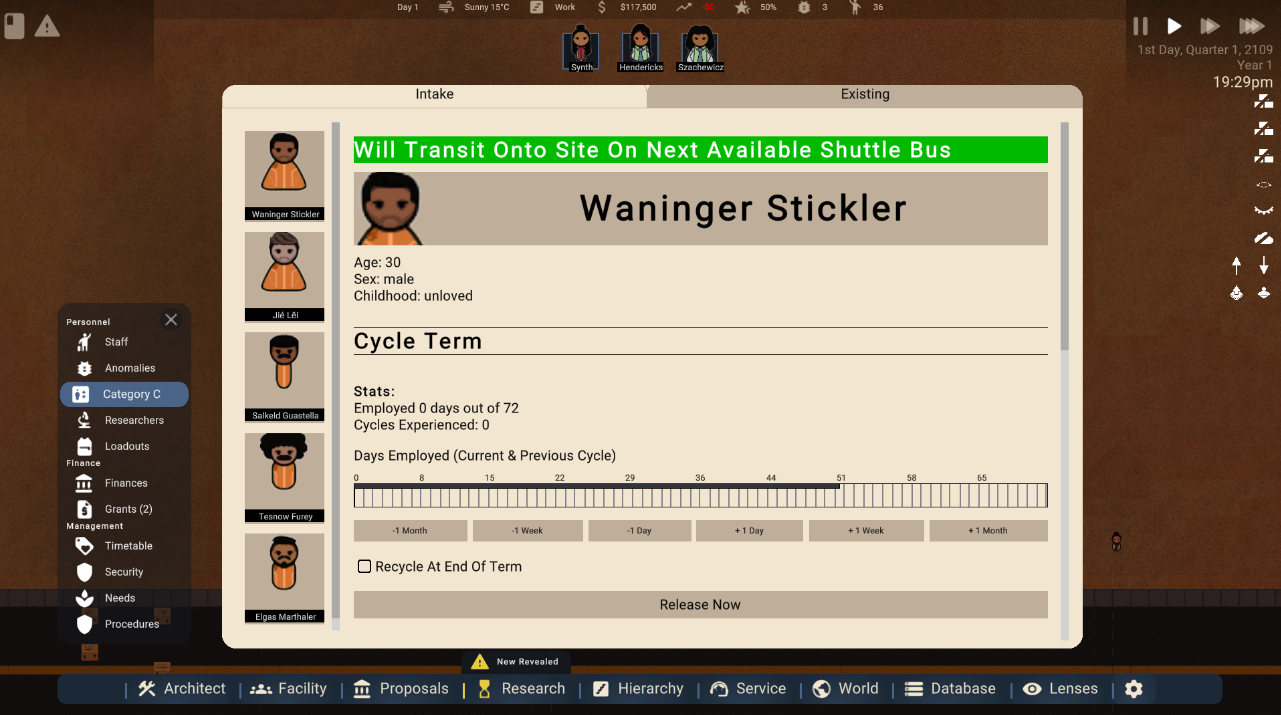 Day 1
Sunny 15°C
Work
$117,500
-50
50%
3
36
1st Day, Quarter 1, 2109
Year 1
19:29pm
Synth
Hendericks
Szachewicz
Intake
Existing
Waninger Stickler
Jié Lěi
Salkeld Guastella
Tesnow Furey
Elgas Marthaler
Will Transit Onto Site On Next Available Shuttle Bus
Waninger Stickler
Age: 30
Sex: male
Childhood: unloved
Cycle Term
Stats:
Employed 0 days out of 72
Cycles Experienced: 0
Days Employed (Current & Previous Cycle)
0 8 15 22 29 36 44 51 58 65
-1 Month
-1 Week
-1 Day
+ 1 Day
+ 1 Week
+ 1 Month
Recycle At End Of Term
Release Now
Personnel
Staff
Anomalies
Category C
Researchers
Loadouts
Finance
Finances
Grants (2)
Management
Timetable
Security
Needs
Procedures
New Revealed
Architect
Facility
Proposals
Research
Hierarchy
Service
World
Database
Lenses